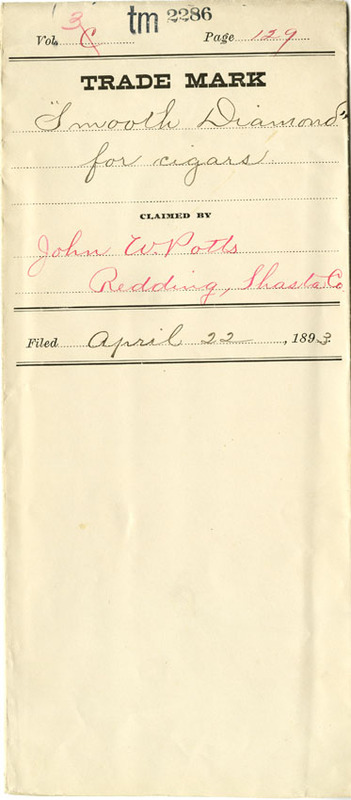 tm 2286
Vol. 3 C Page 129
TRADE MARK
"Smooth Diamond"
for cigars
CLAIMED BY
John W Potts
Redding, Shasta Co
Filed April 22, 1893